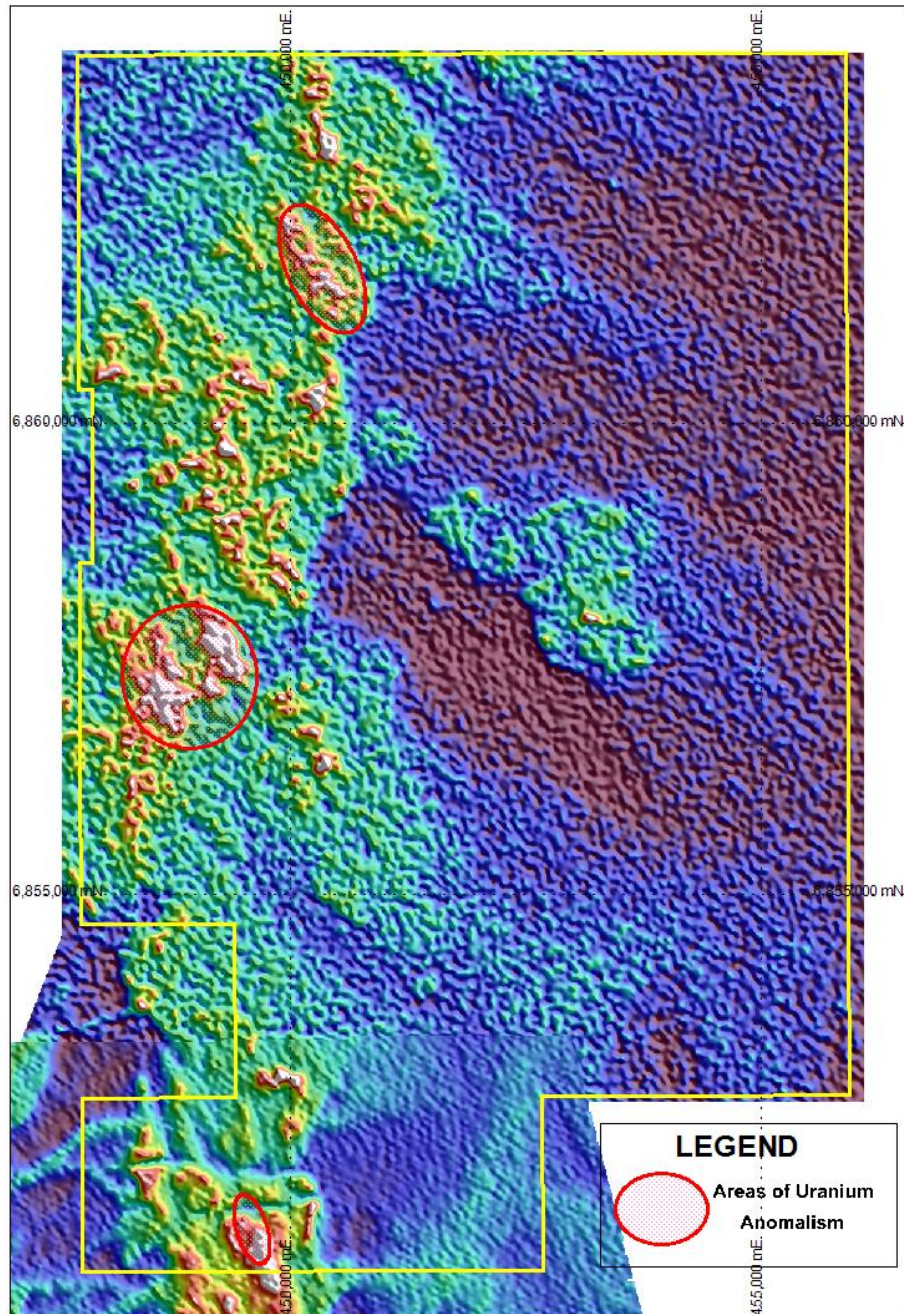 450,000 mE.
455,000 mE.
6,860,000 mN.
6,860,000 mN.
6,855,000 mN.
6,855,000 mN.
LEGEND
Areas of Uranium
Anomalism
450,000 mE.
455,000 mE.